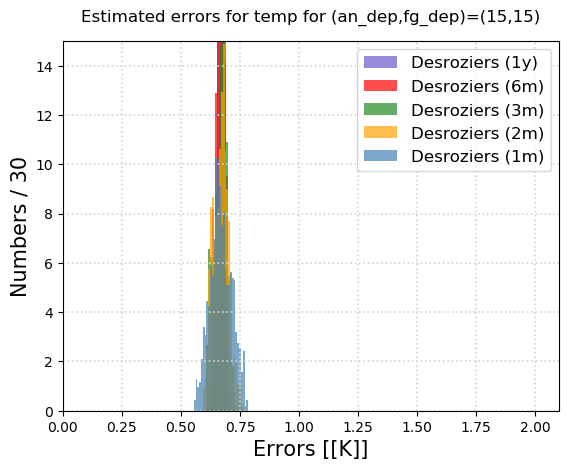 Estimated errors for temp for (an_dep,fg_dep)=(15,15)
Desroziers (1y)
Desroziers (6m)
Desroziers (3m)
Desroziers (2m)
Desroziers (1m)
Numbers / 30
14
12
10
8
6
4
2
0
0.00 0.25 0.50 0.75 1.00 1.25 1.50 1.75 2.00
Errors [[K]]